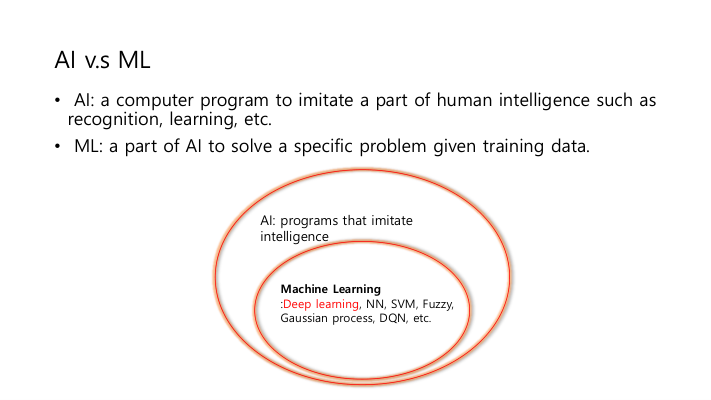 AI v.s ML
• AI: a computer program to imitate a part of human intelligence such as
recognition, learning, etc.
• ML: a part of AI to solve a specific problem given training data.
AI: programs that imitate
intelligence
Machine Learning
:Deep learning, NN, SVM, Fuzzy,
Gaussian process, DQN, etc.